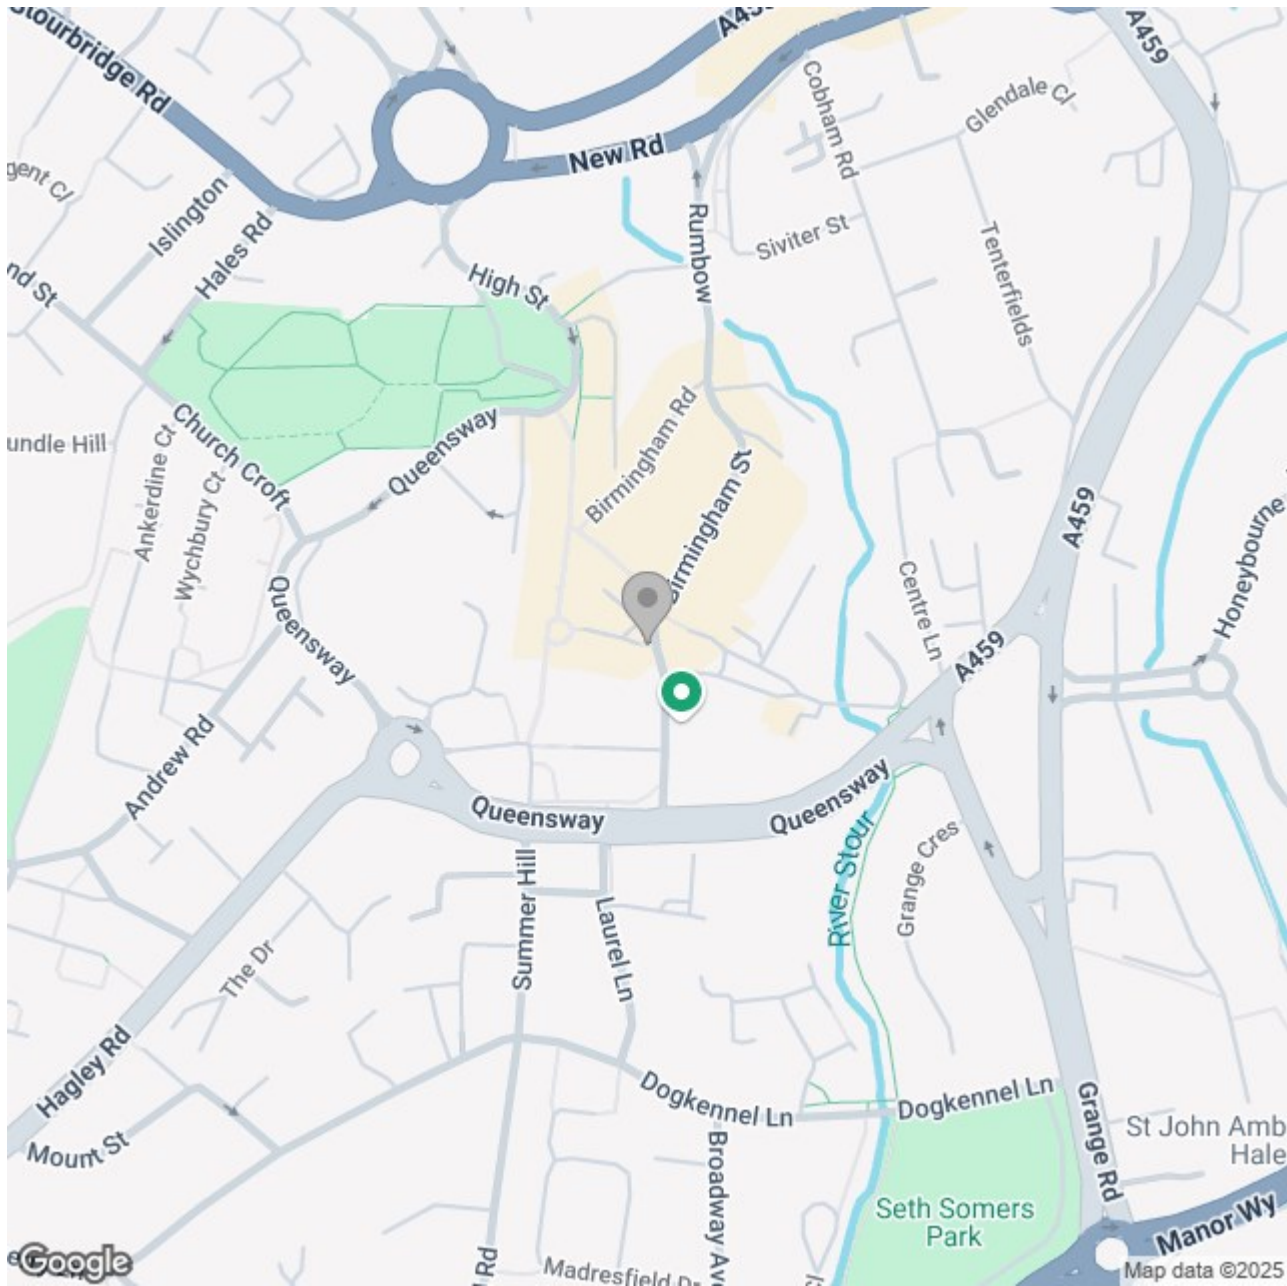 Stourbridge Rd
A459
A459
New Rd
Cobham Rd
Glendale Cl
Islington
Hales Rd
High St
Rumbow
Siviter St
Tenterfields
Church Croft
Queensway
Ankerdine Ct
Wychbury Ct
Birmingham Rd
Birmingham St
A459
Honeybourne
Centre Ln
Queensway
A459
Andrew Rd
Queensway
Queensway
River Stour
Grange Cres
Summer Hill
Laurel Ln
The Dr
Hagley Rd
Mount St
Dogkennel Ln
Dogkennel Ln
Grange Rd
St John Amb
Hale
Broadway Av
Seth Somers
Park
Manor Wy
Madresfield Dr
Google
Map data ©2025